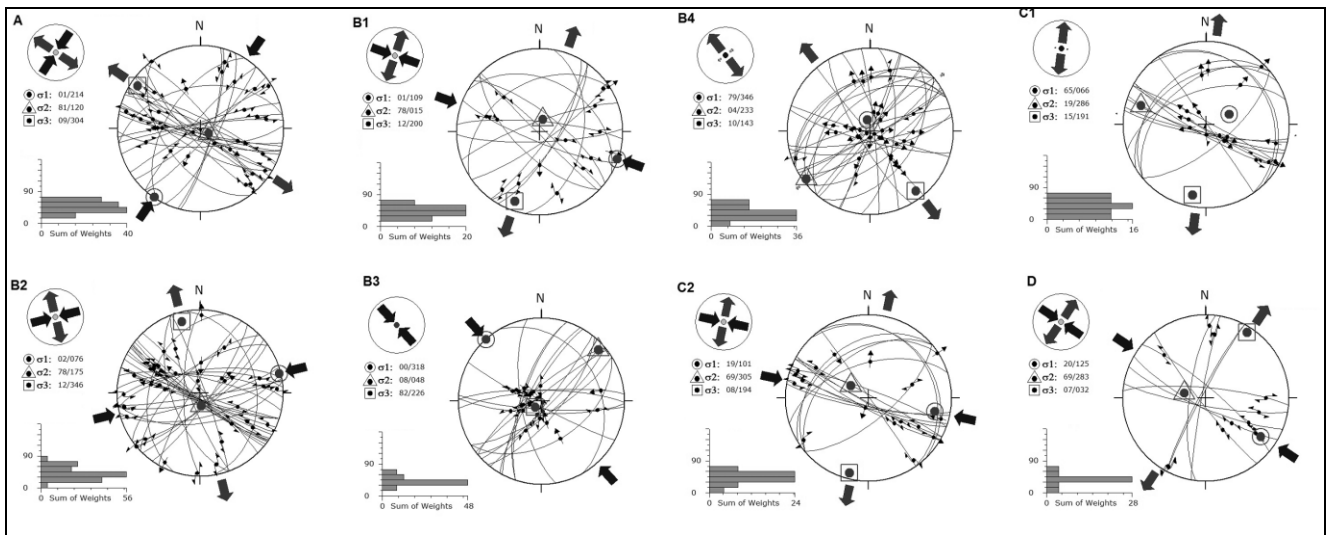 A
N
σ1: 01/214
σ2: 81/120
σ3: 09/304
90
0
0 Sum of Weights 40
B1
N
σ1: 01/109
σ2: 78/015
σ3: 12/200
90
0
0 Sum of Weights 20
B4
N
σ1: 79/346
σ2: 04/233
σ3: 10/143
90
0
0 Sum of Weights 36
C1
N
σ1: 65/066
σ2: 19/286
σ3: 15/191
90
0
0 Sum of Weights 16
B2
N
σ1: 02/076
σ2: 78/175
σ3: 12/346
90
0
0 Sum of Weights 56
B3
N
σ1: 00/318
σ2: 08/048
σ3: 82/226
90
0
0 Sum of Weights 48
C2
N
σ1: 19/101
σ2: 69/305
σ3: 08/194
90
0
0 Sum of Weights 24
D
N
σ1: 20/125
σ2: 69/283
σ3: 07/032
90
0
0 Sum of Weights 28